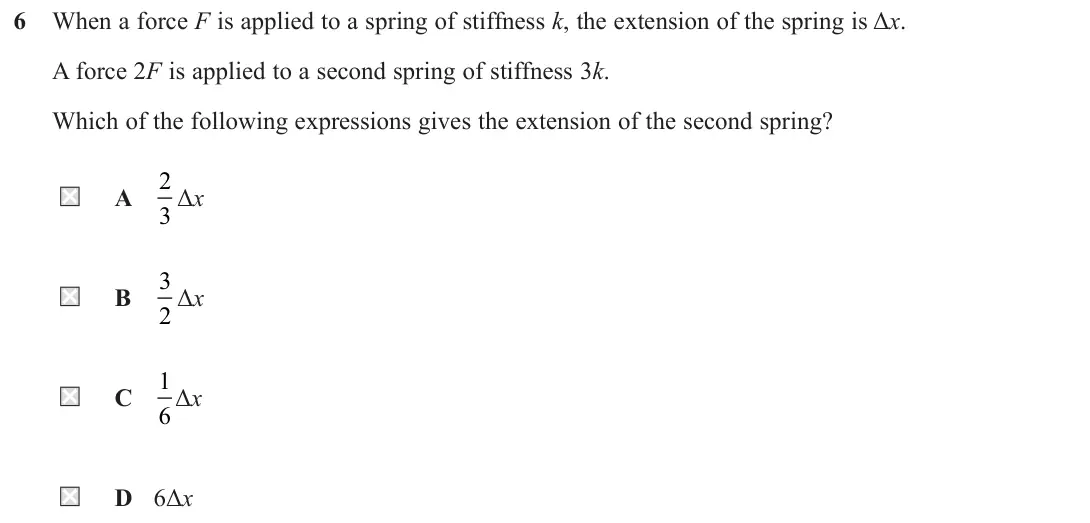 6 When a force F is applied to a spring of stiffness k, the extension of the spring is Δx.
A force 2F is applied to a second spring of stiffness 3k.
Which of the following expressions gives the extension of the second spring?
A 2/3 Δx
B 3/2 Δx
C 1/6 Δx
D 6Δx